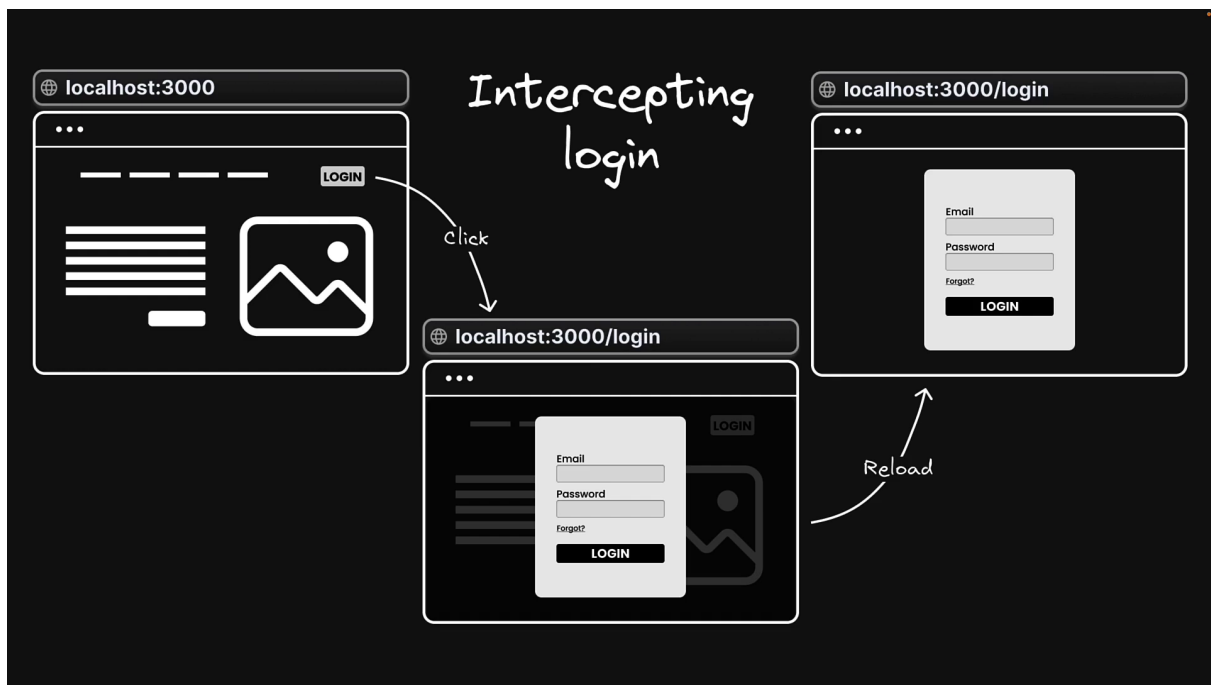 localhost:3000
LOGIN
Intercepting
login
Click
localhost:3000/login
LOGIN
Email
Password
Forgot?
LOGIN
Reload
localhost:3000/login
Email
Password
Forgot?
LOGIN